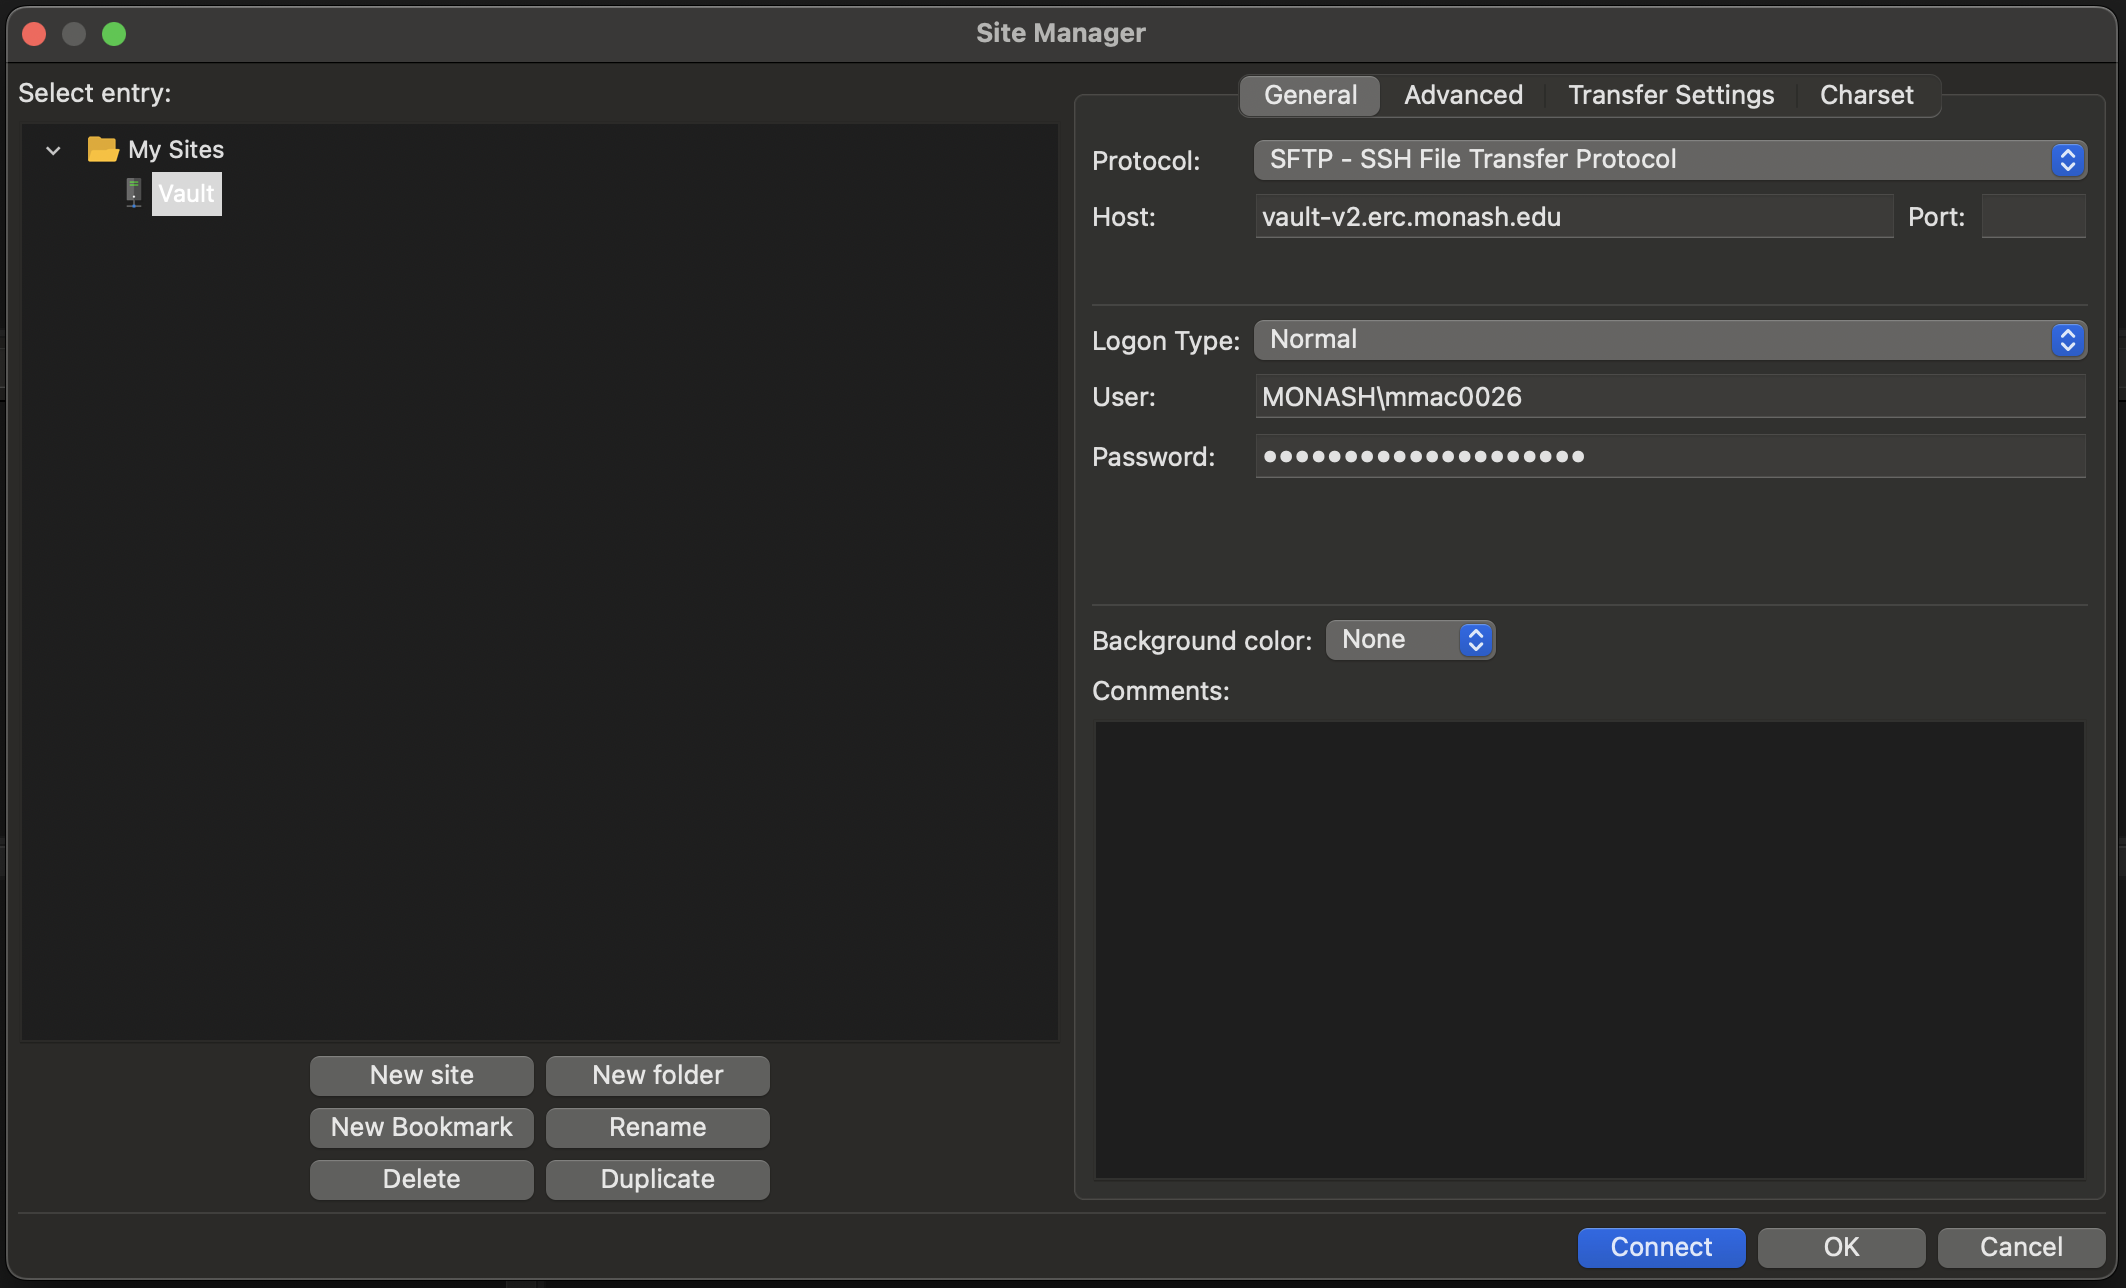 Site Manager
Select entry:
My Sites
Vault
General Advanced Transfer Settings Charset
Protocol: SFTP - SSH File Transfer Protocol
Host: vault-v2.erc.monash.edu Port:
Logon Type: Normal
User: MONASH\mmac0026
Password: ●●●●●●●●●●●●●●●●●●●●
Background color: None
Comments:
New site New folder
New Bookmark Rename
Delete Duplicate
Connect OK Cancel